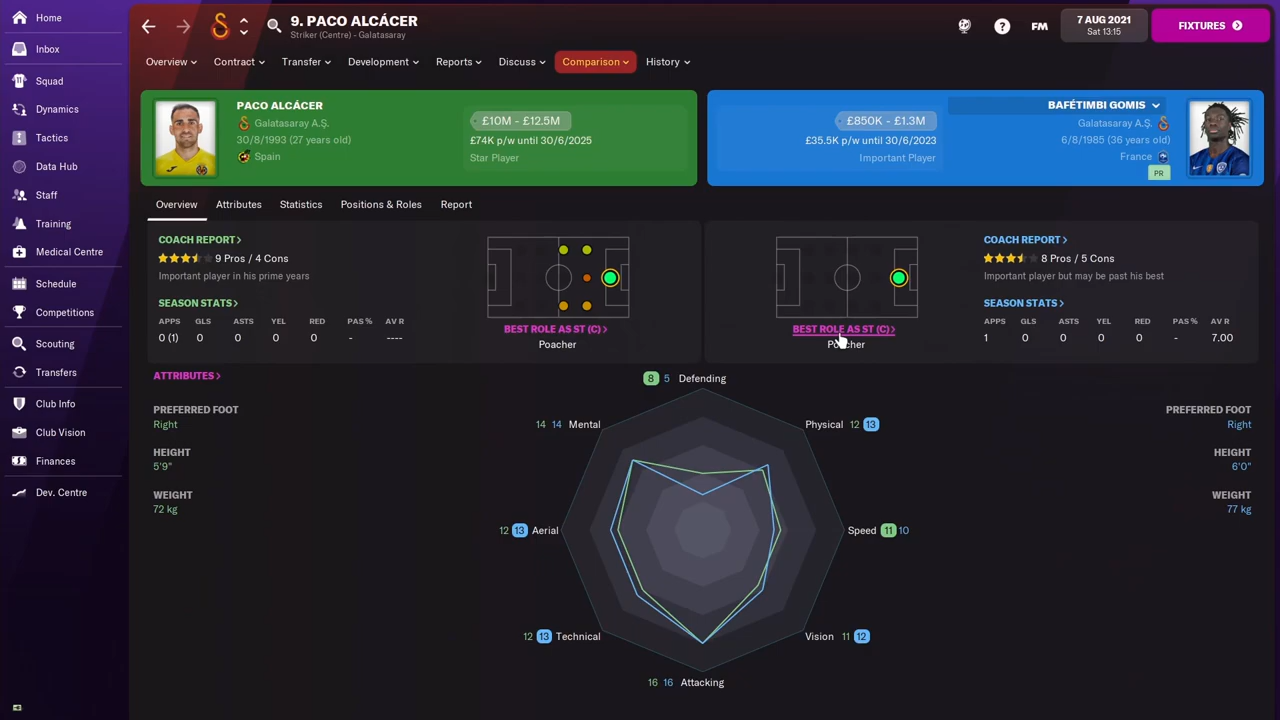 Home
Inbox
Squad
Dynamics
Tactics
Data Hub
Staff
Training
Medical Centre
Schedule
Competitions
Scouting
Transfers
Club Info
Club Vision
Finances
Dev. Centre
9. PACO ALCÁCER
Striker (Centre) - Galatasaray
?
FM
7 AUG 2021
Sat 13:15
FIXTURES
Overview Contract Transfer Development Reports Discuss Comparison History
PACO ALCÁCER
Galatasaray A.Ş.
30/8/1993 (27 years old)
Spain
£10M - £12.5M
£74K p/w until 30/6/2025
Star Player
BAFÉTIMBI GOMIS
£850K - £1.3M
£35.5K p/w until 30/6/2023
Important Player
Galatasaray A.Ş.
6/8/1985 (36 years old)
France
PR
Overview Attributes Statistics Positions & Roles Report
COACH REPORT
9 Pros / 4 Cons
Important player in his prime years
SEASON STATS
APPS GLS ASTS YEL RED PAS % AV R
0 (1) 0 0 0 0 - ----
BEST ROLE AS ST (C)
Poacher
BEST ROLE AS ST (C)
Poacher
COACH REPORT
8 Pros / 5 Cons
Important player but may be past his best
SEASON STATS
APPS GLS ASTS YEL RED PAS % AV R
1 0 0 0 0 - 7.00
ATTRIBUTES
PREFERRED FOOT
Right
HEIGHT
5'9"
WEIGHT
72 kg
8 5 Defending
14 14 Mental
Physical 12 13
12 13 Aerial
Speed 11 10
12 13 Technical
Vision 11 12
16 16 Attacking
PREFERRED FOOT
Right
HEIGHT
6'0"
WEIGHT
77 kg